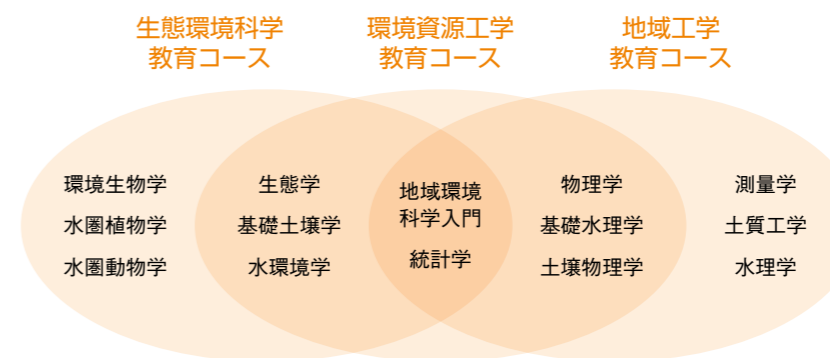 生態環境科学
教育コース
環境資源工学
教育コース
地域工学
教育コース
環境生物学
水圏植物学
水圏動物学
生態学
基礎土壌学
水環境学
地域環境
科学入門
統計学
物理学
基礎水理学
土壌物理学
測量学
土質工学
水理学